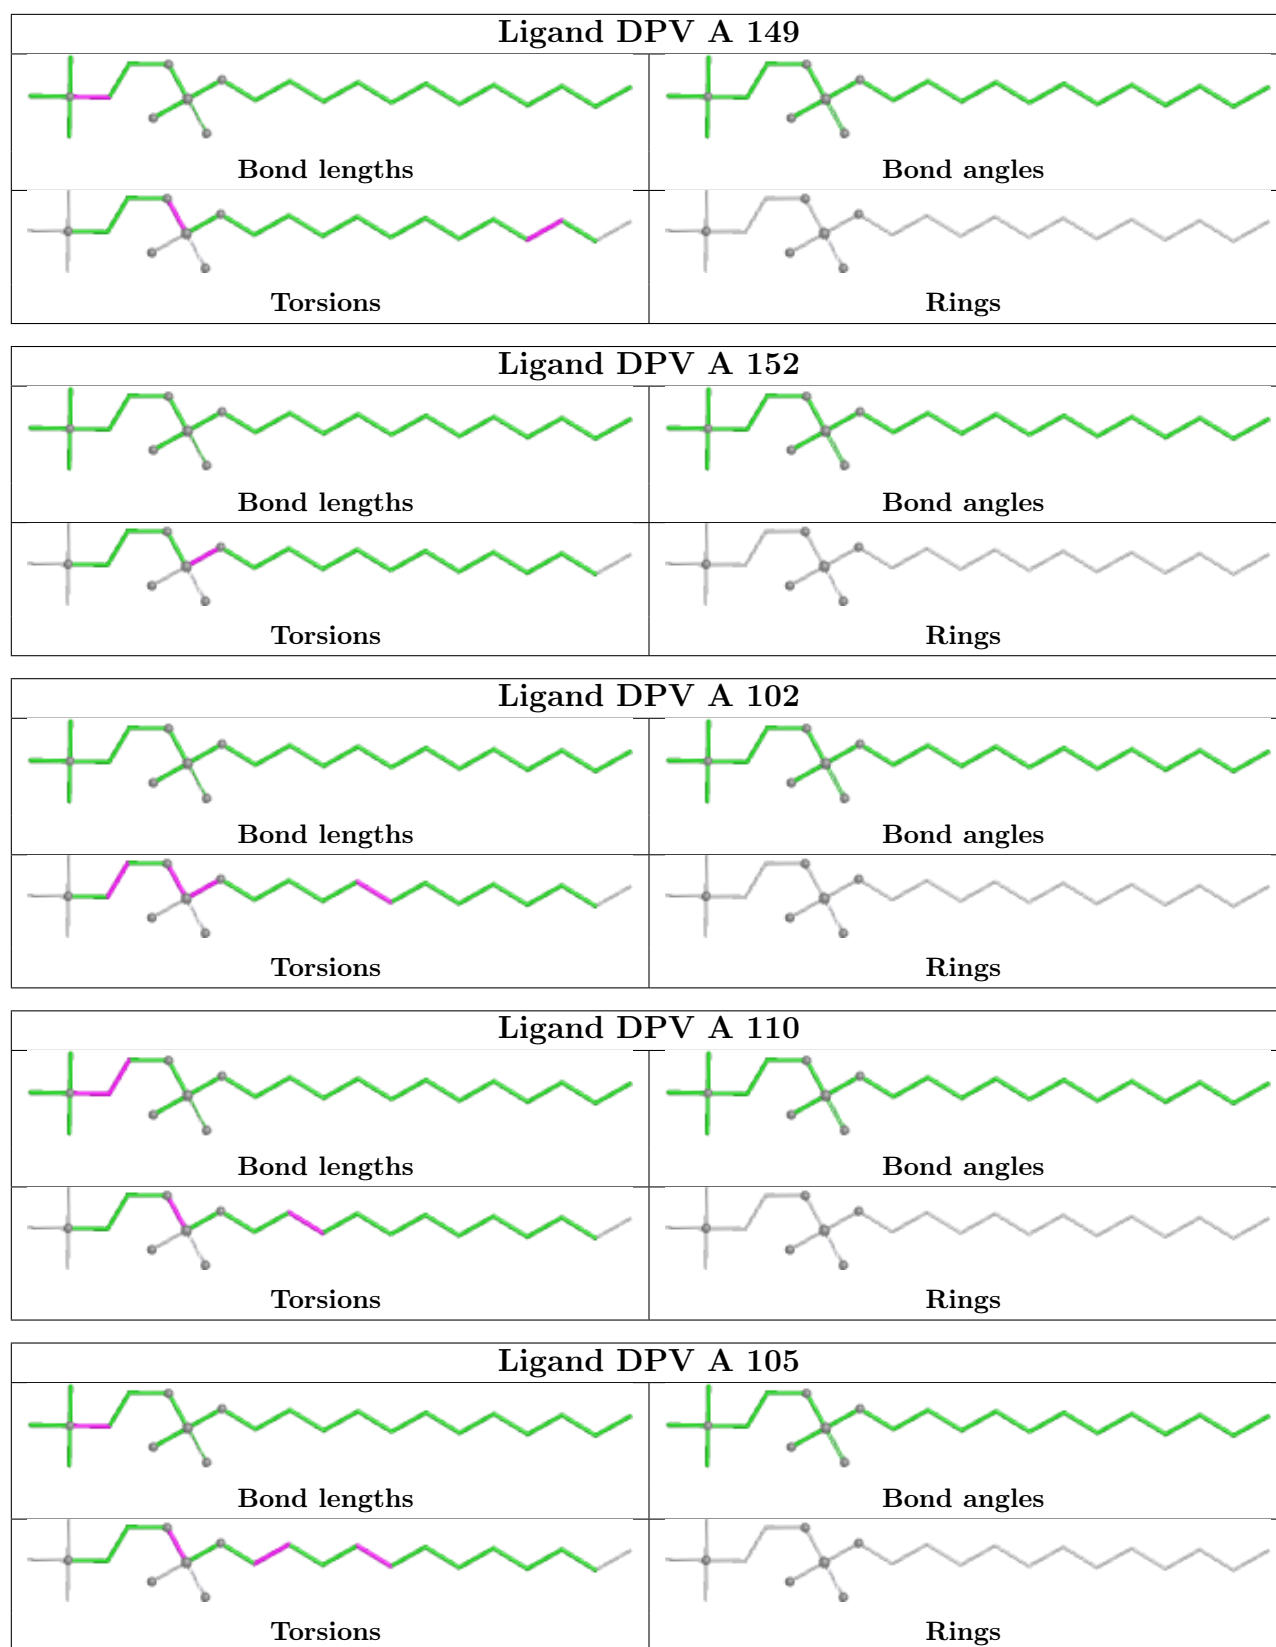 Ligand DPV A 149
Bond lengths
Bond angles
Torsions
Rings
Ligand DPV A 152
Bond lengths
Bond angles
Torsions
Rings
Ligand DPV A 102
Bond lengths
Bond angles
Torsions
Rings
Ligand DPV A 110
Bond lengths
Bond angles
Torsions
Rings
Ligand DPV A 105
Bond lengths
Bond angles
Torsions
Rings